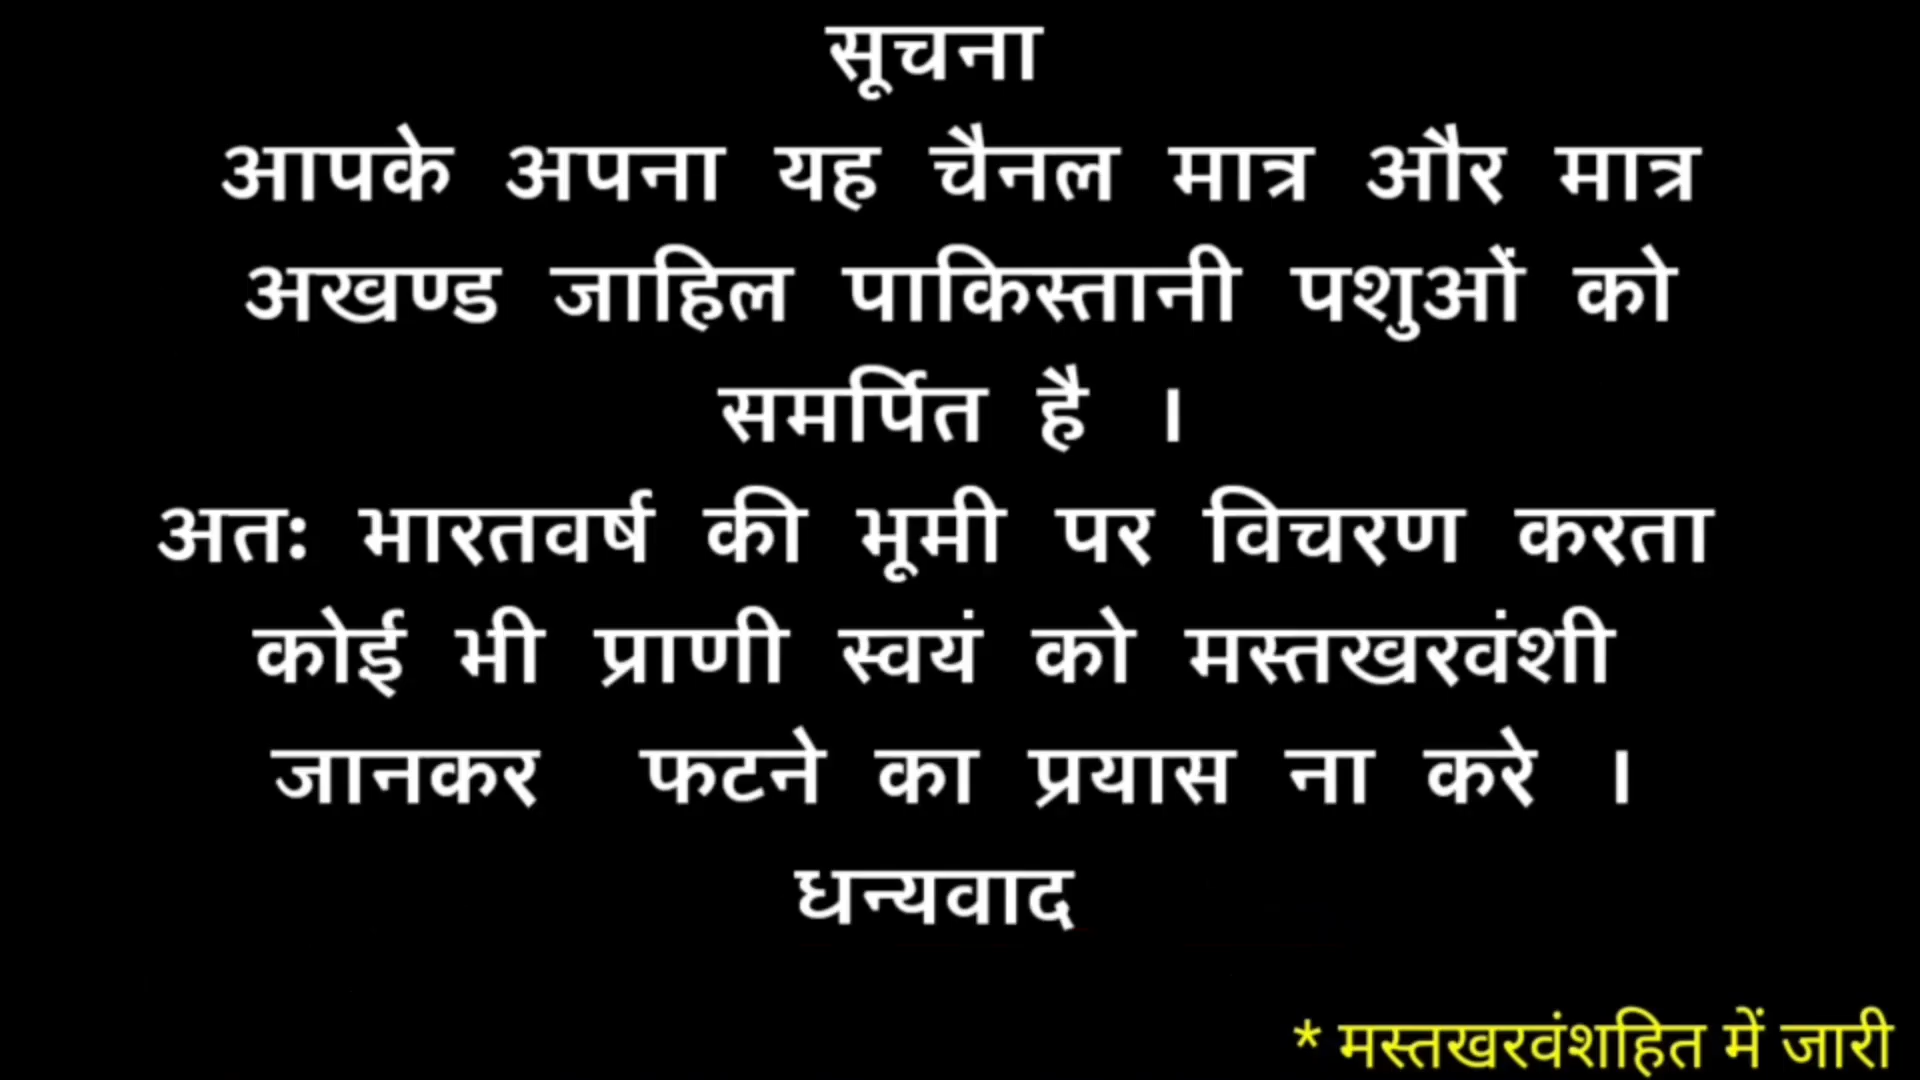 सूचना
आपके अपना यह चैनल मात्र और मात्र
अखण्ड जाहिल पाकिस्तानी पशुओं को
समर्पित है ।
अतः भारतवर्ष की भूमी पर विचरण करता
कोई भी प्राणी स्वयं को मस्तखरवंशी
जानकर फटने का प्रयास ना करे ।
धन्यवाद
* मस्तखरवंशहित में जारी